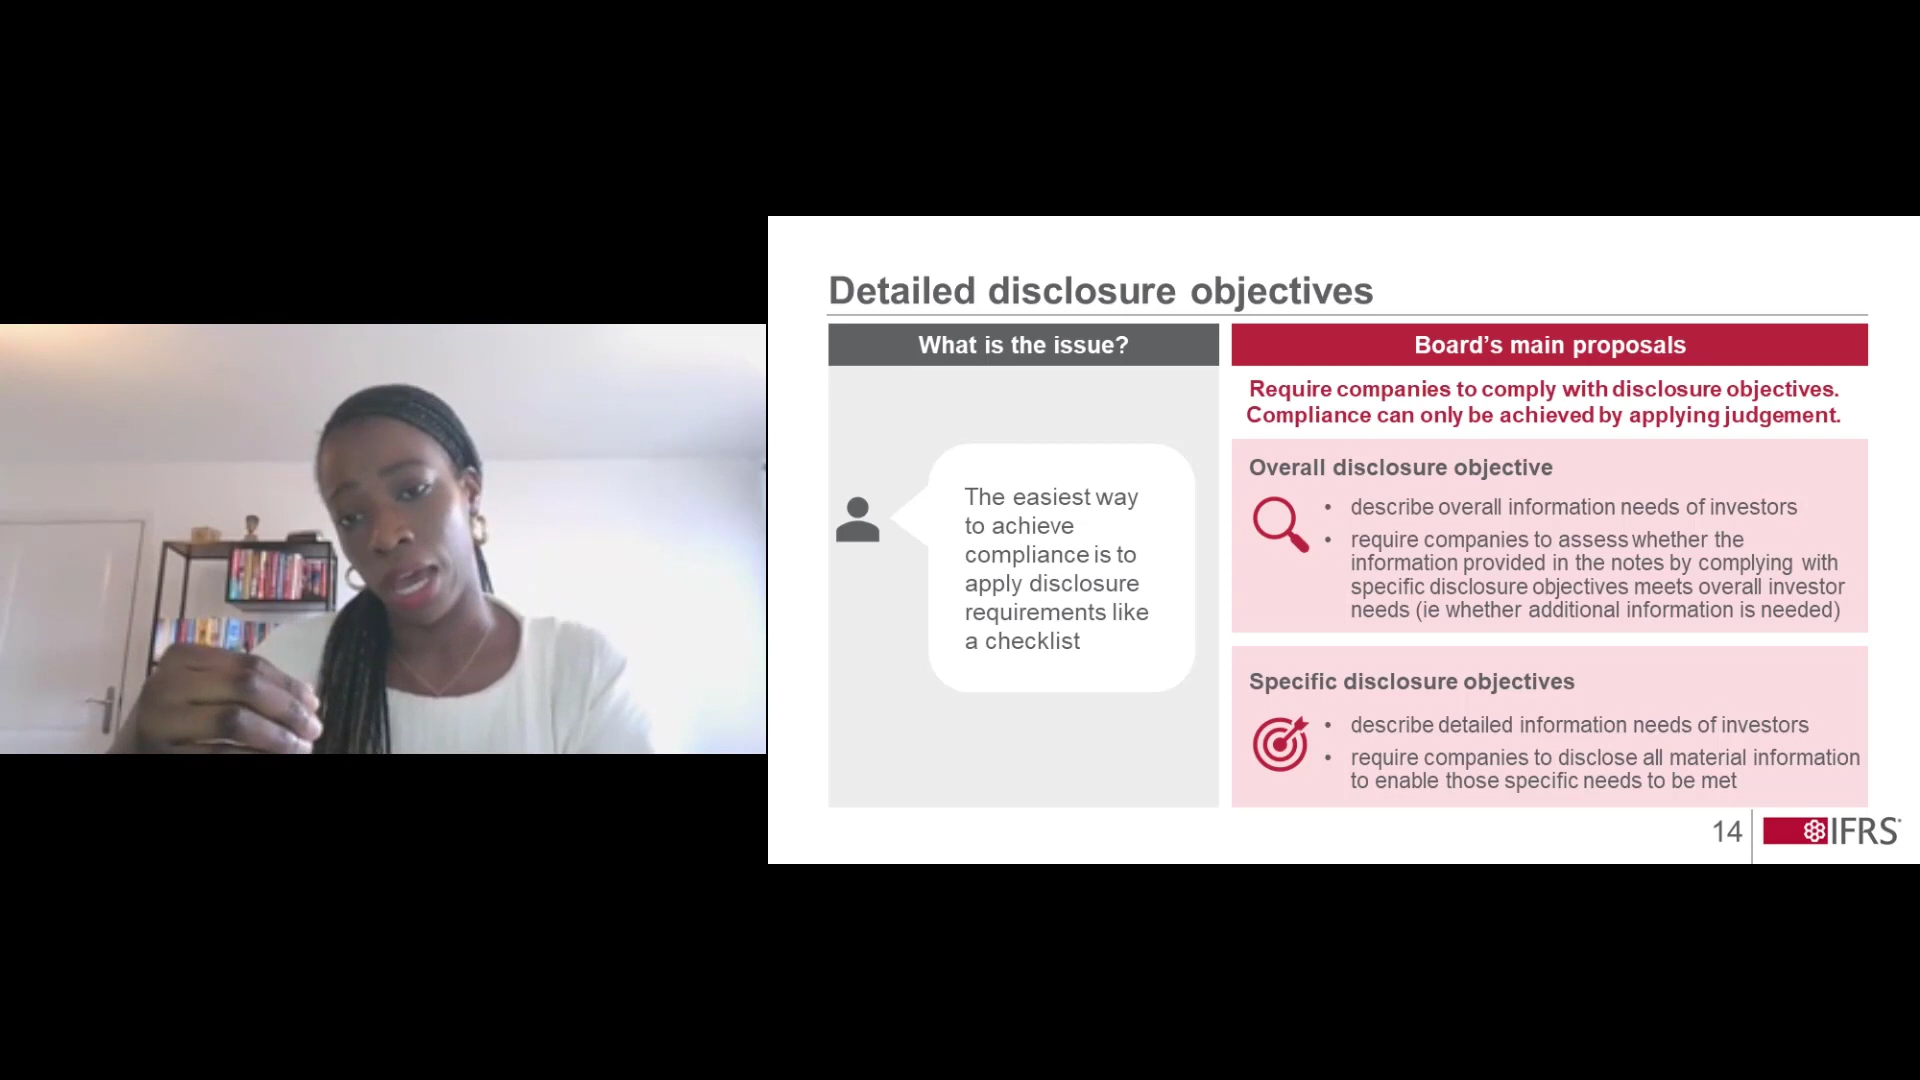 Detailed disclosure objectives
What is the issue?
The easiest way
to achieve
compliance is to
apply disclosure
requirements like
a checklist
Board's main proposals
Require companies to comply with disclosure objectives.
Compliance can only be achieved by applying judgement.
Overall disclosure objective
• describe overall information needs of investors
• require companies to assess whether the
information provided in the notes by complying with
specific disclosure objectives meets overall investor
needs (ie whether additional information is needed)
Specific disclosure objectives
• describe detailed information needs of investors
• require companies to disclose all material information
to enable those specific needs to be met
14
IFRS